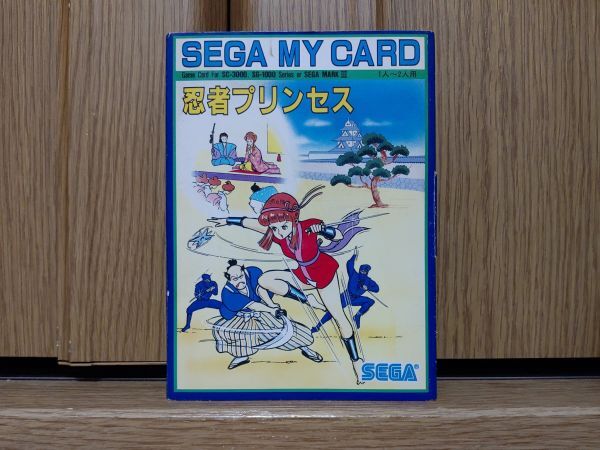 SEGA MY CARD
Game Card For SC-3000, SG-1000 Series or SEGA MARK III
1人~2人用
忍者プリンセス
SEGA®